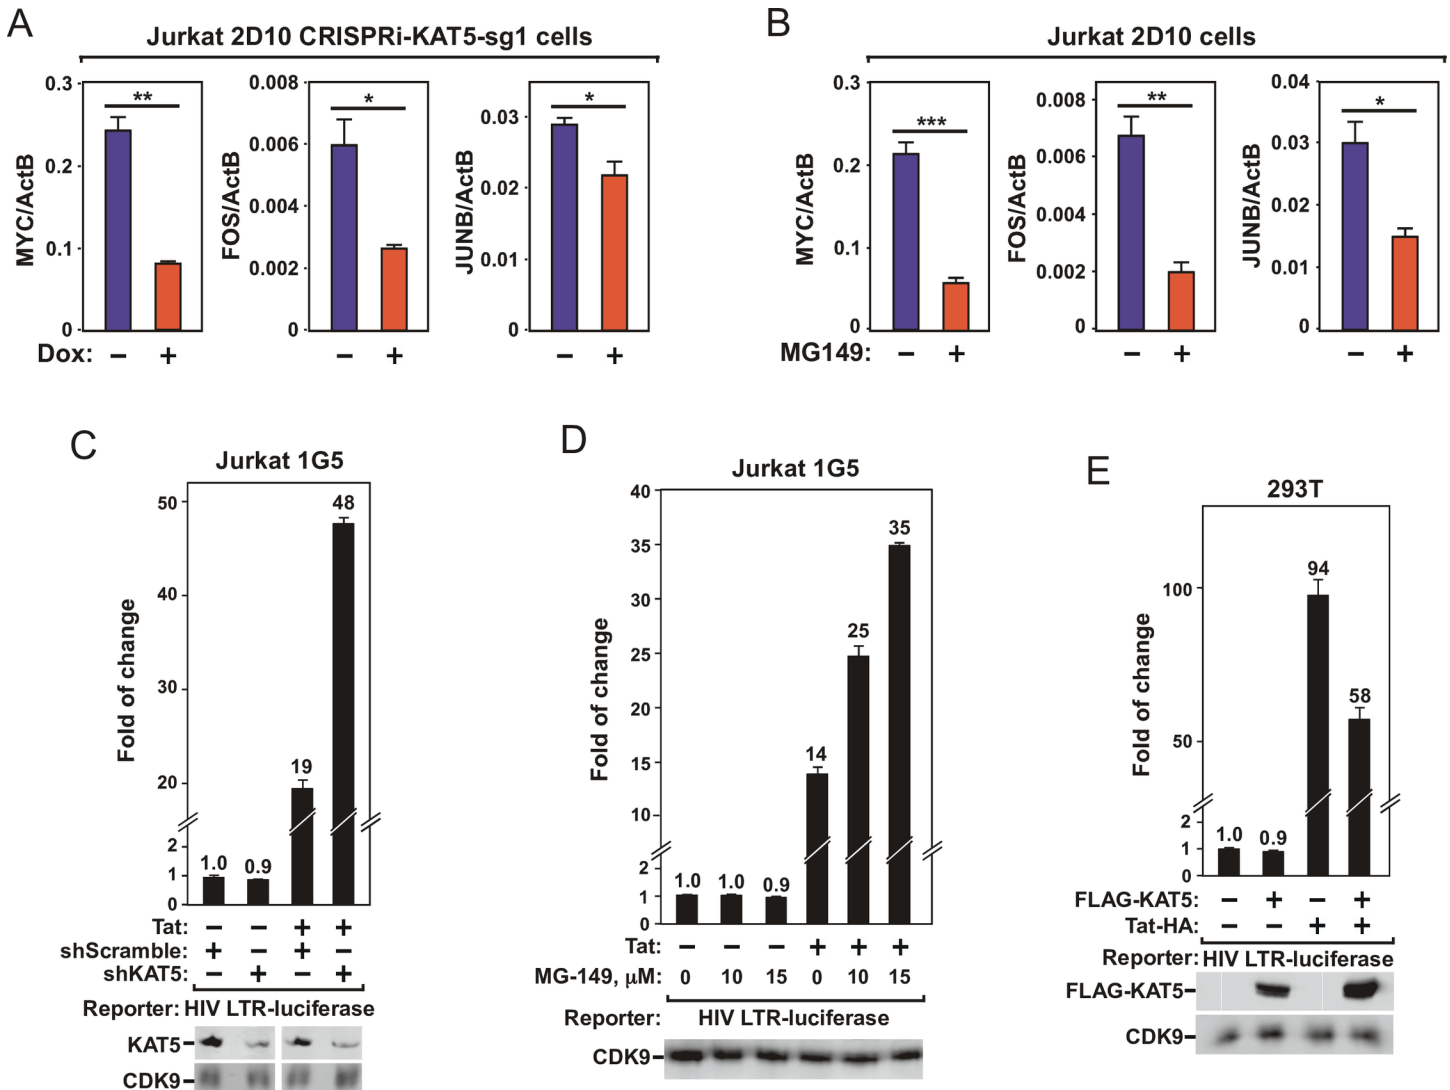 A
Jurkat 2D10 CRISPRi-KAT5-sg1 cells
MYC/ActB
0.3
0.2
0.1
0
**
FOS/ActB
0.008
0.006
0.004
0.002
0
*
JUNB/ActB
0.03
0.02
0.01
0
*
Dox: – + – + – +
B
Jurkat 2D10 cells
MYC/ActB
0.3
0.2
0.1
0
***
FOS/ActB
0.008
0.006
0.004
0.002
0
**
JUNB/ActB
0.04
0.03
0.02
0.01
0
*
MG149: – + – + – +
C
Jurkat 1G5
Fold of change
50
40
30
20
2
1
0
1.0
0.9
19
48
Tat: – – + +
shScramble: + – + –
shKAT5: – + – +
Reporter: HIV LTR-luciferase
KAT5
CDK9
D
Jurkat 1G5
Fold of change
40
35
30
25
20
15
10
2
1
0
1.0
1.0
0.9
14
25
35
Tat: – – – + + +
MG-149, µM: 0 10 15 0 10 15
Reporter: HIV LTR-luciferase
CDK9
E
293T
Fold of change
100
50
2
1
0
1.0
0.9
94
58
FLAG-KAT5: – + – +
Tat-HA: – – + +
Reporter: HIV LTR-luciferase
FLAG-KAT5
CDK9